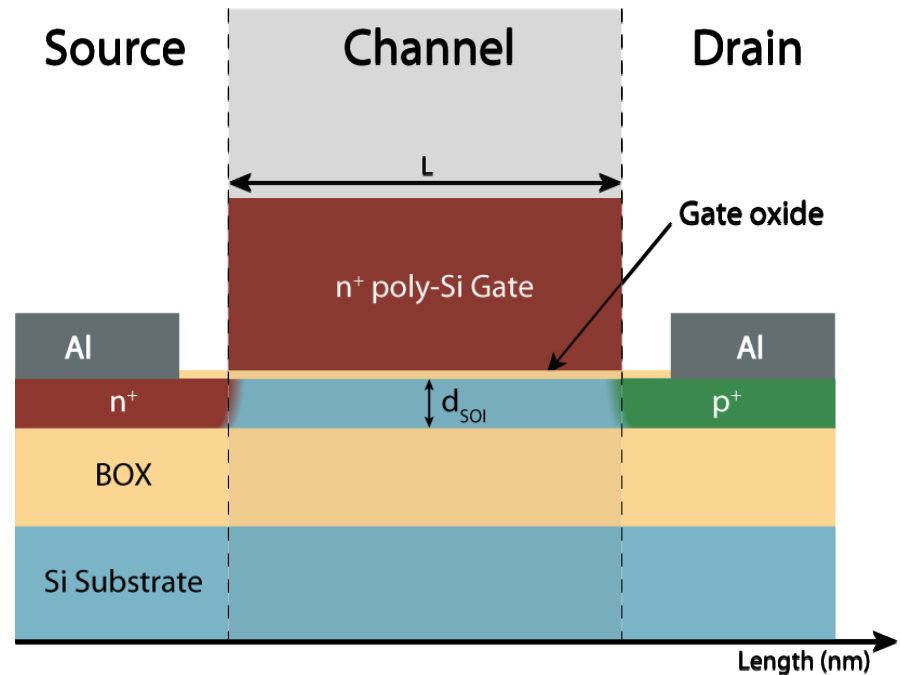 Source
Channel
Drain
L
Gate oxide
n⁺ poly-Si Gate
Al
Al
n⁺
d_SOI
p⁺
BOX
Si Substrate
Length (nm)